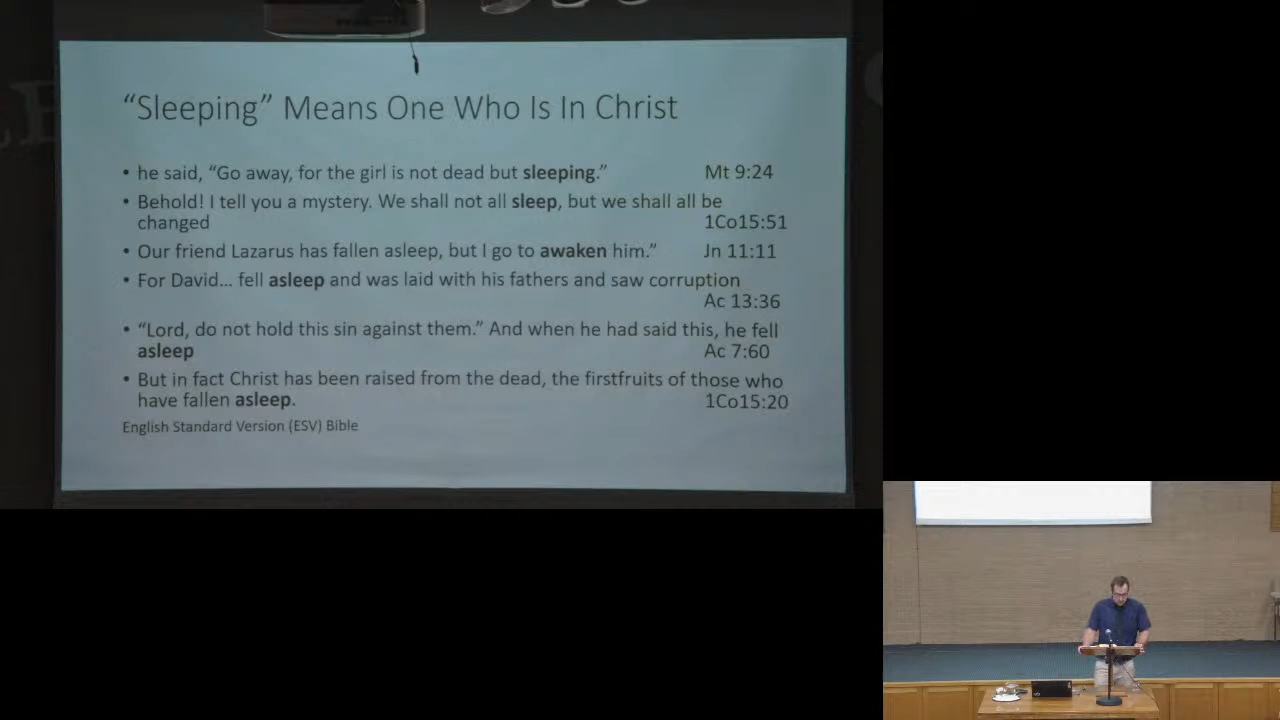 “Sleeping” Means One Who Is In Christ
• he said, “Go away, for the girl is not dead but sleeping.” Mt 9:24
• Behold! I tell you a mystery. We shall not all sleep, but we shall all be
changed 1Co15:51
• Our friend Lazarus has fallen asleep, but I go to awaken him.” Jn 11:11
• For David... fell asleep and was laid with his fathers and saw corruption
Ac 13:36
• “Lord, do not hold this sin against them.” And when he had said this, he fell
asleep Ac 7:60
• But in fact Christ has been raised from the dead, the firstfruits of those who
have fallen asleep. 1Co15:20
English Standard Version (ESV) Bible